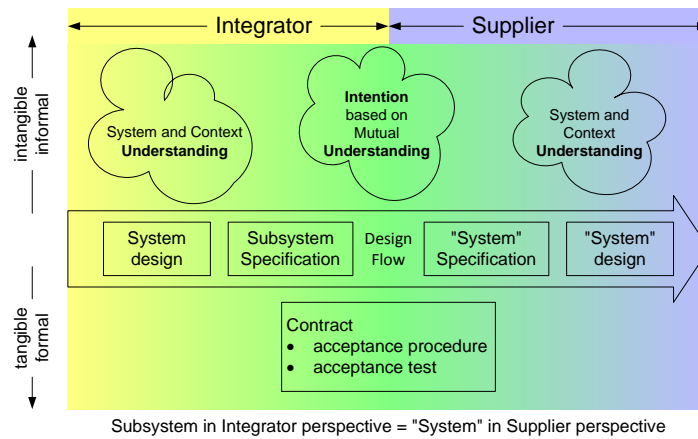 Integrator
Supplier
intangible
informal
System and Context
Understanding
Intention
based on
Mutual
Understanding
System and
Context
Understanding
System
design
Subsystem
Specification
Design
Flow
"System"
Specification
"System"
design
tangible
formal
Contract
• acceptance procedure
• acceptance test
Subsystem in Integrator perspective = "System" in Supplier perspective